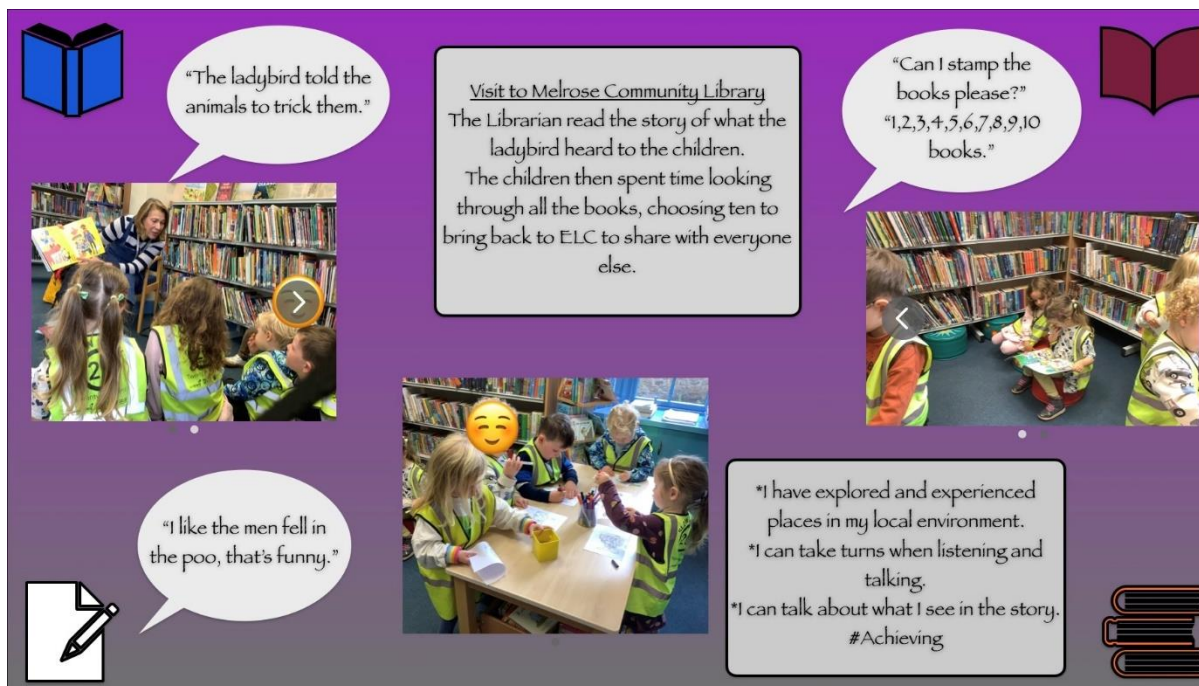 “The ladybird told the
animals to trick them.”
Visit to Melrose Community Library
The Librarian read the story of what the
ladybird heard to the children.
The children then spent time looking
through all the books, choosing ten to
bring back to ELC to share with everyone
else.
“Can I stamp the
books please?”
“1,2,3,4,5,6,7,8,9,10
books.”
“I like the men fell in
the poo, that’s funny.”
*I have explored and experienced
places in my local environment.
*I can take turns when listening and
talking.
*I can talk about what I see in the story.
#Achieving